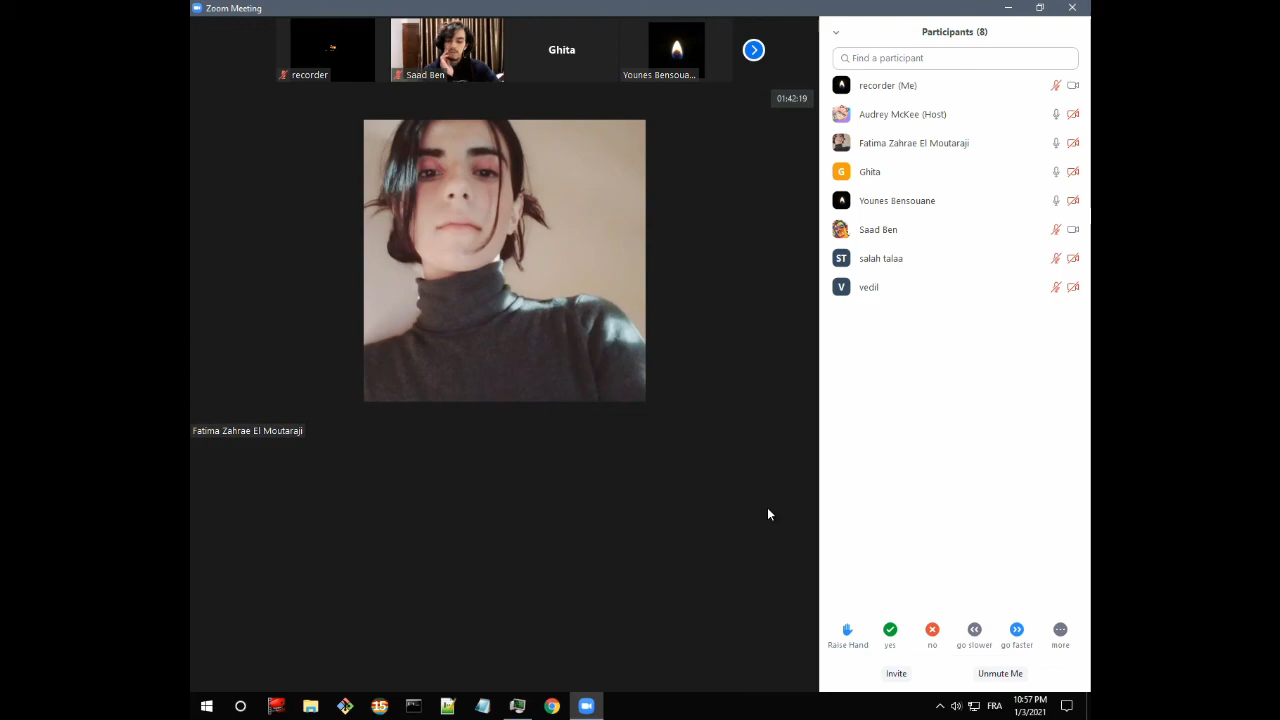 Zoom Meeting
recorder
Saad Ben
Ghita
Younes Bensoua...
01:42:19
Fatima Zahrae El Moutaraji
Participants (8)
Find a participant
recorder (Me)
Audrey McKee (Host)
Fatima Zahrae El Moutaraji
G
Ghita
Younes Bensouane
Saad Ben
ST
salah talaa
V
vedil
Raise Hand
yes
no
go slower
go faster
more
Invite
Unmute Me
FRA
10:57 PM
1/3/2021